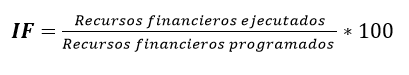 IF = Recursos financieros ejecutados / Recursos financieros programados * 100